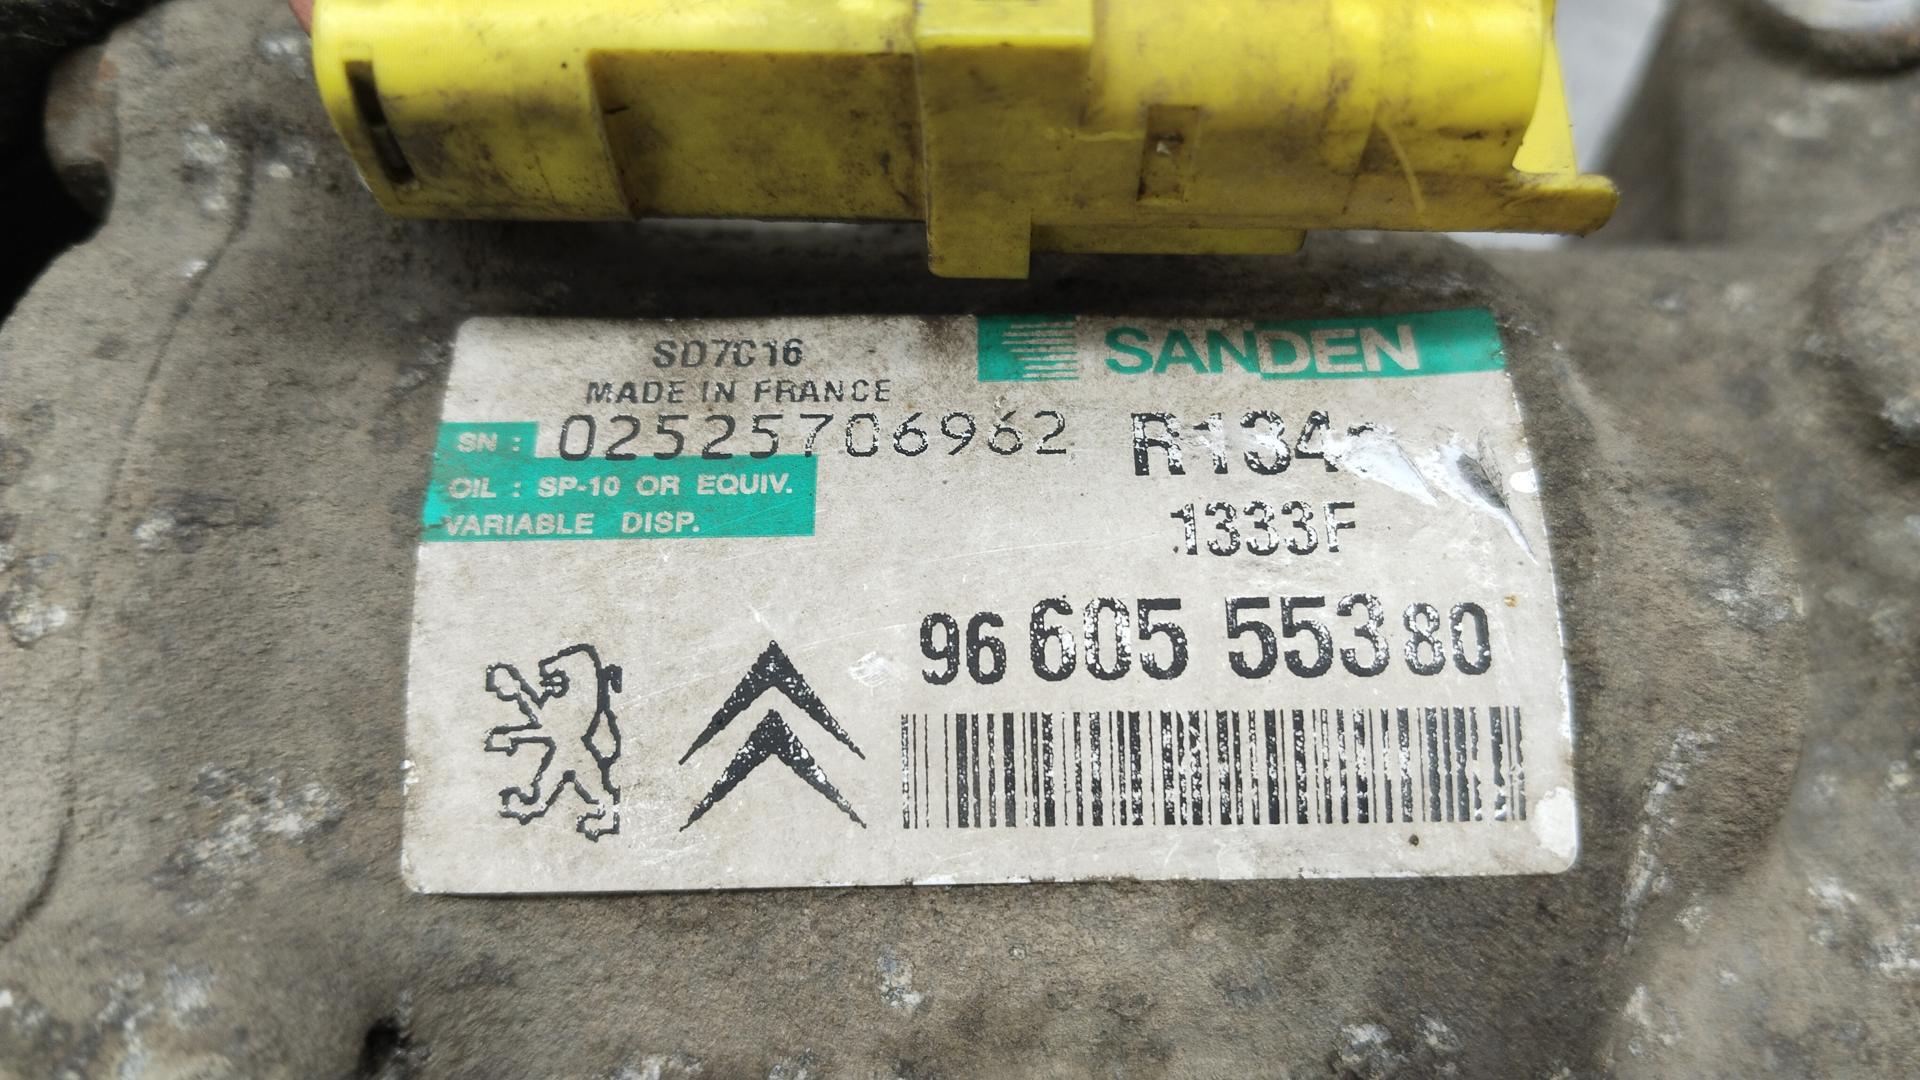 SD7C16
SANDEN
MADE IN FRANCE
SN : 02525706962
R134a
OIL : SP-10 OR EQUIV.
VARIABLE DISP.
1333F
96 605 553 80